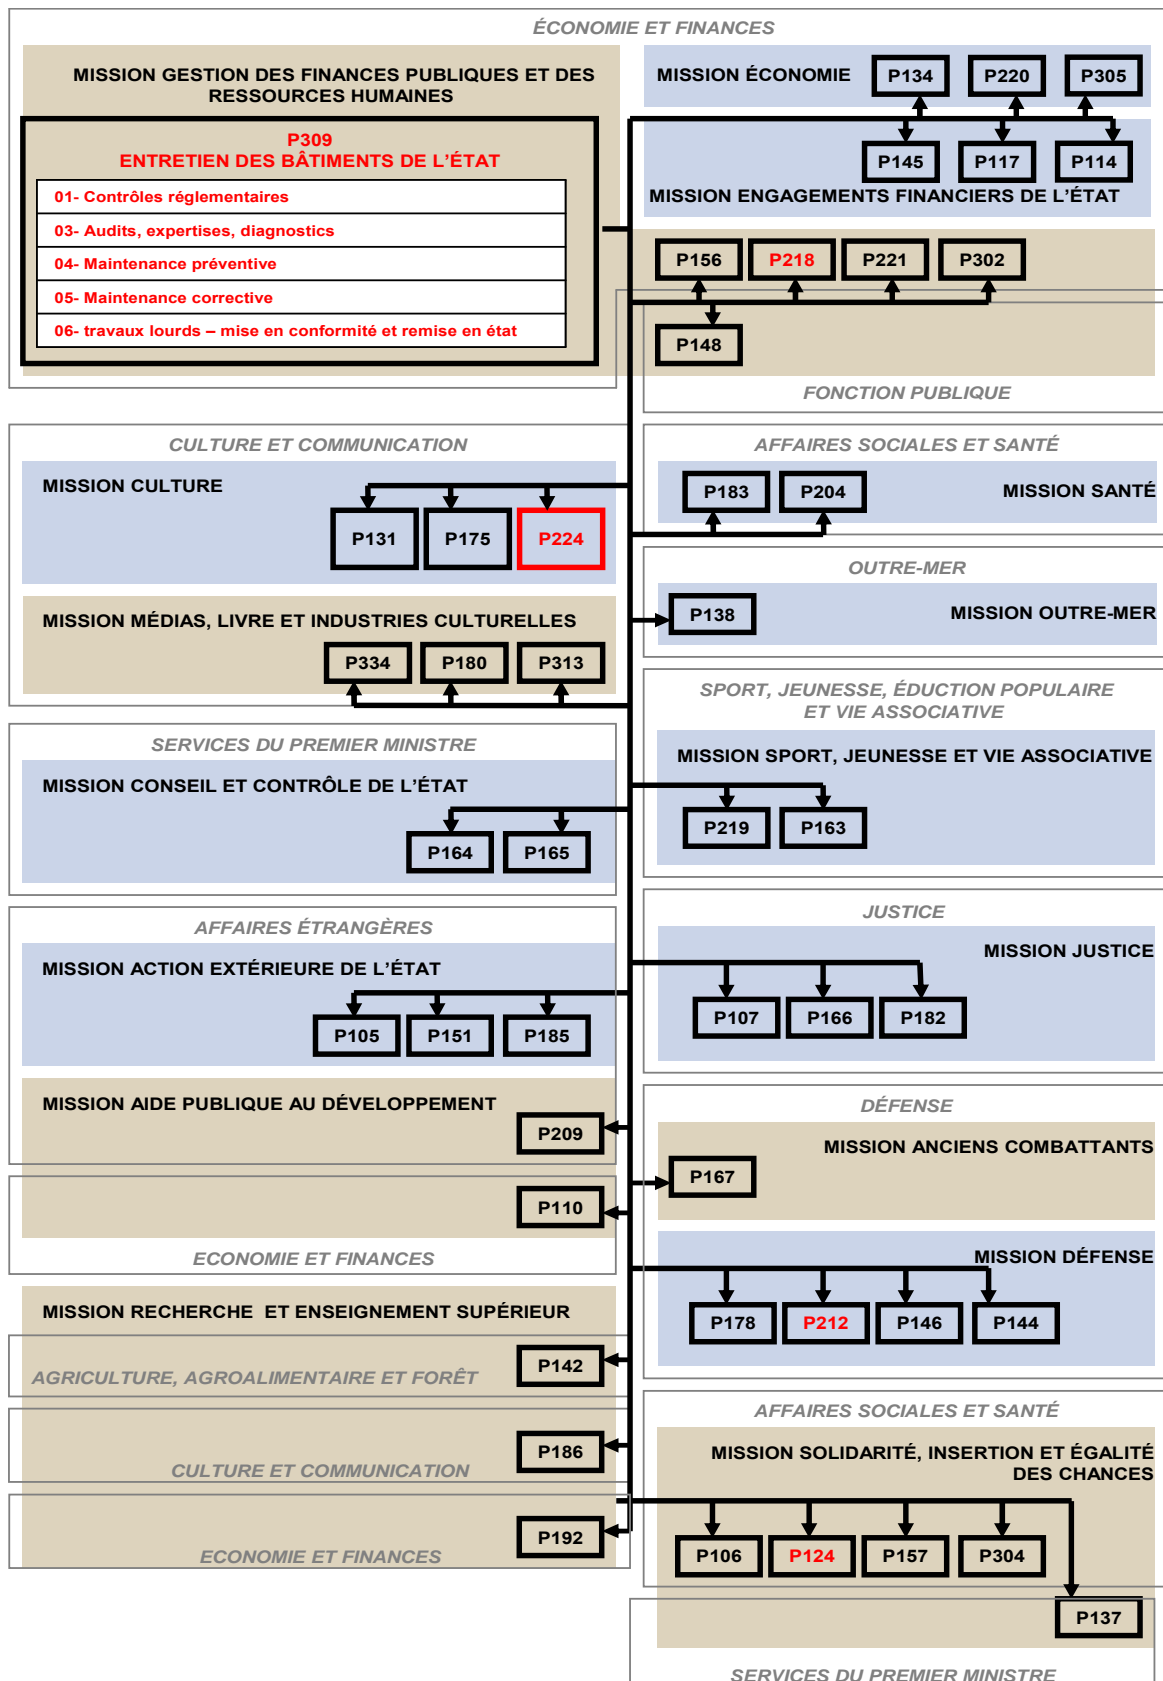 ÉCONOMIE ET FINANCES
MISSION GESTION DES FINANCES PUBLIQUES ET DES
RESSOURCES HUMAINES
P309
ENTRETIEN DES BÂTIMENTS DE L'ÉTAT
01- Contrôles réglementaires
03- Audits, expertises, diagnostics
04- Maintenance préventive
05- Maintenance corrective
06- travaux lourds – mise en conformité et remise en état
MISSION ÉCONOMIE
P134
P220
P305
P145
P117
P114
MISSION ENGAGEMENTS FINANCIERS DE L'ÉTAT
P156
P218
P221
P302
P148
FONCTION PUBLIQUE
CULTURE ET COMMUNICATION
MISSION CULTURE
P131
P175
P224
MISSION MÉDIAS, LIVRE ET INDUSTRIES CULTURELLES
P334
P180
P313
AFFAIRES SOCIALES ET SANTÉ
P183
P204
MISSION SANTÉ
OUTRE-MER
P138
MISSION OUTRE-MER
SPORT, JEUNESSE, ÉDUCTION POPULAIRE
ET VIE ASSOCIATIVE
MISSION SPORT, JEUNESSE ET VIE ASSOCIATIVE
P219
P163
SERVICES DU PREMIER MINISTRE
MISSION CONSEIL ET CONTRÔLE DE L'ÉTAT
P164
P165
AFFAIRES ÉTRANGÈRES
MISSION ACTION EXTÉRIEURE DE L'ÉTAT
P105
P151
P185
MISSION AIDE PUBLIQUE AU DÉVELOPPEMENT
P209
P110
ECONOMIE ET FINANCES
JUSTICE
MISSION JUSTICE
P107
P166
P182
DÉFENSE
MISSION ANCIENS COMBATTANTS
P167
MISSION DÉFENSE
P178
P212
P146
P144
MISSION RECHERCHE ET ENSEIGNEMENT SUPÉRIEUR
P142
AGRICULTURE, AGROALIMENTAIRE ET FORÊT
P186
CULTURE ET COMMUNICATION
P192
ECONOMIE ET FINANCES
AFFAIRES SOCIALES ET SANTÉ
MISSION SOLIDARITÉ, INSERTION ET ÉGALITÉ
DES CHANCES
P106
P124
P157
P304
P137
SERVICES DU PREMIER MINISTRE